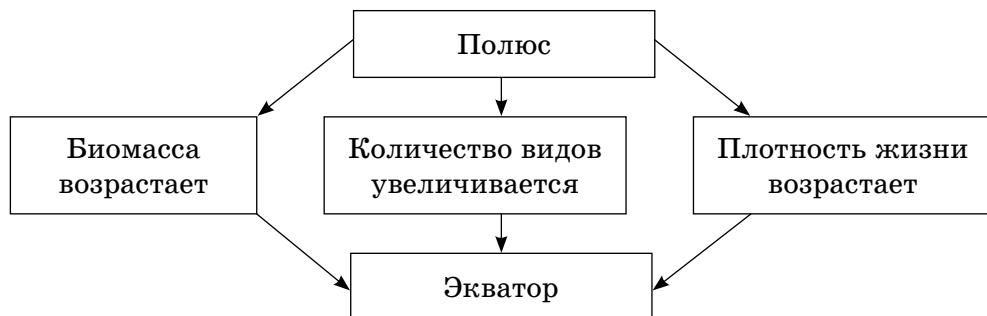 Полюс
Биомасса
возрастает
Количество видов
увеличивается
Плотность жизни
возрастает
Экватор